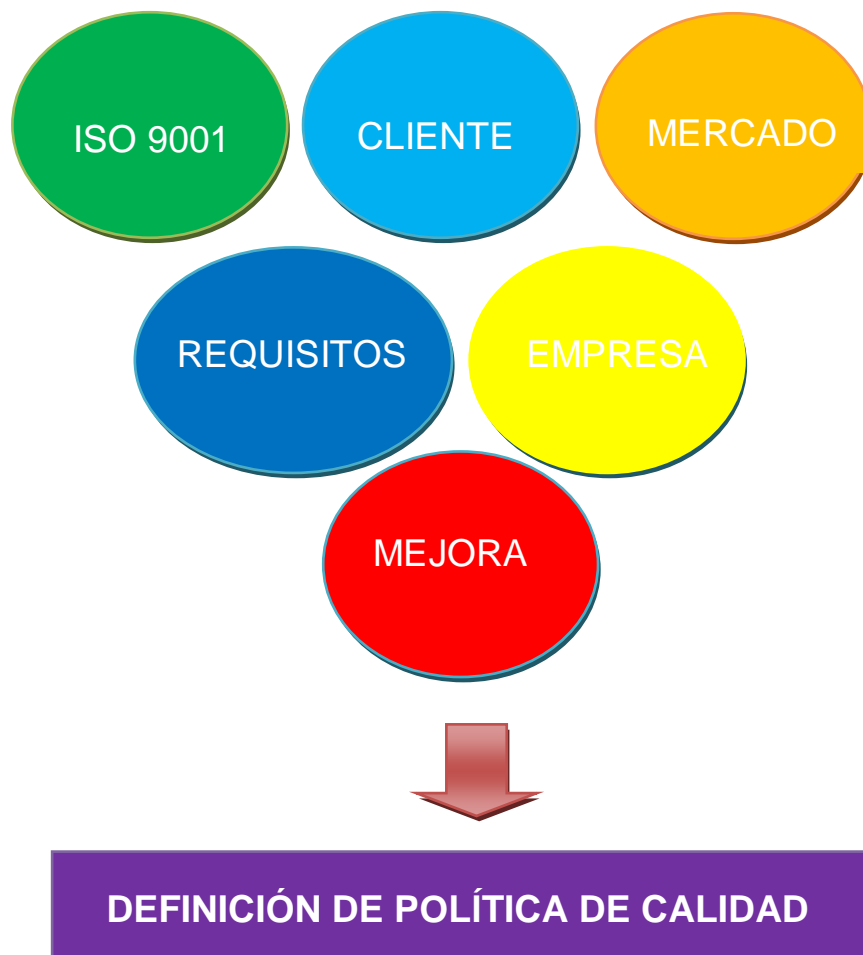 ISO 9001
CLIENTE
MERCADO
REQUISITOS
EMPRESA
MEJORA
DEFINICIÓN DE POLÍTICA DE CALIDAD